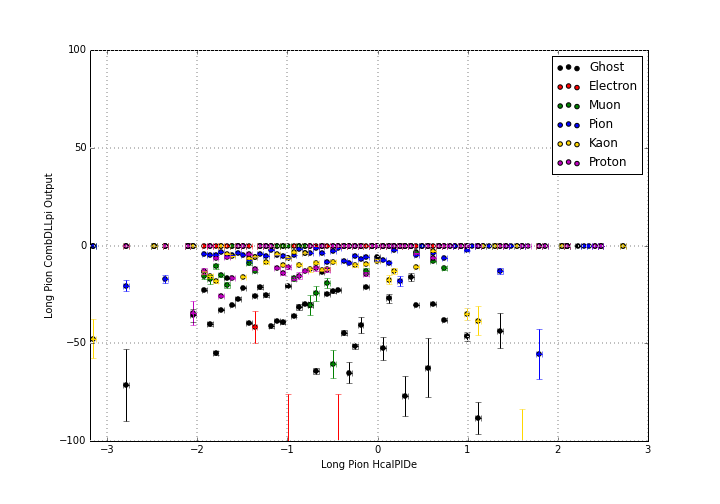 100
50
0
−50
−100
Long Pion CombDLLpi Output
Ghost
Electron
Muon
Pion
Kaon
Proton
−3 −2 −1 0 1 2 3
Long Pion HcalPIDe